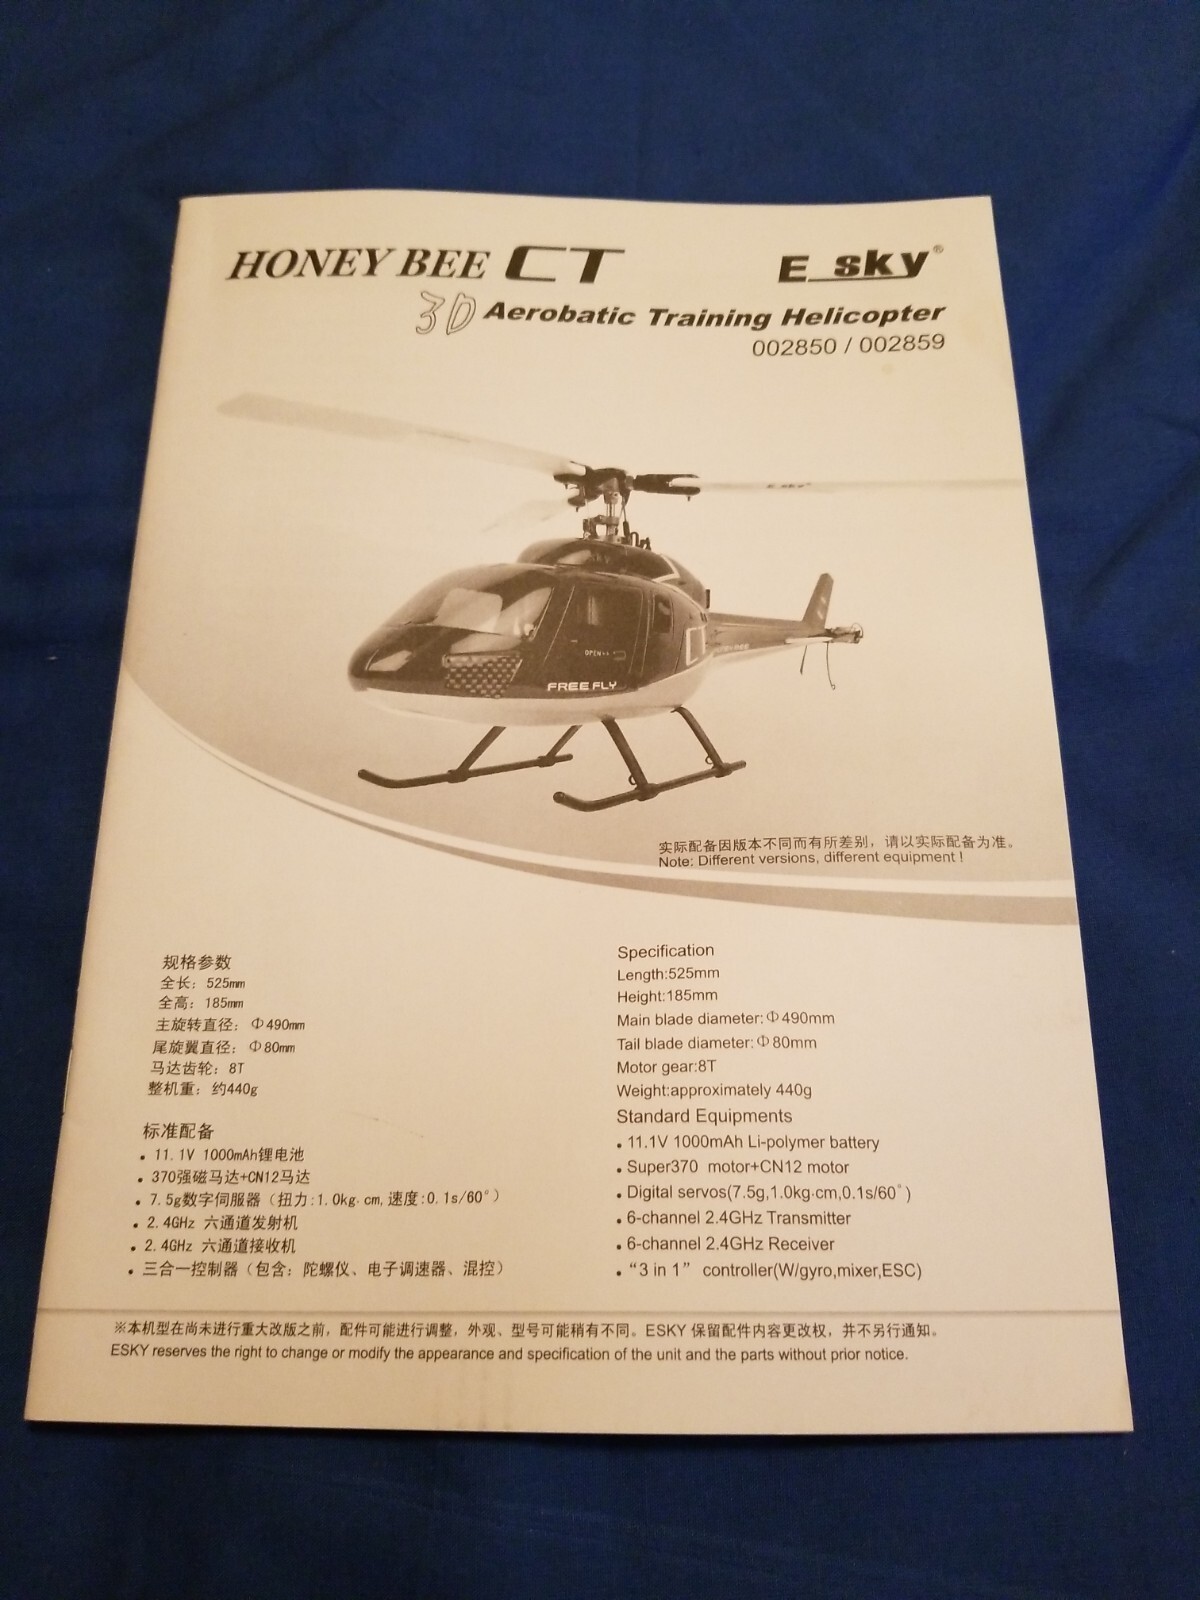 HONEY BEE CT
E_sky®
3D Aerobatic Training Helicopter
002850 / 002859
E_sky
SKY
OPEN
CT
FREE FLY
实际配备因版本不同而有所差别，请以实际配备为准。
Note: Different versions, different equipment !
规格参数
全长: 525mm
全高: 185mm
主旋转直径: Φ490mm
尾旋翼直径: Φ80mm
马达齿轮: 8T
整机重: 约440g
标准配备
• 11.1V 1000mAh锂电池
• 370强磁马达+CN12马达
• 7.5g数字伺服器（扭力:1.0kg·cm,速度:0.1s/60°）
• 2.4GHz 六通道发射机
• 2.4GHz 六通道接收机
• 三合一控制器（包含: 陀螺仪、电子调速器、混控）
Specification
Length:525mm
Height:185mm
Main blade diameter:Φ490mm
Tail blade diameter:Φ80mm
Motor gear:8T
Weight:approximately 440g
Standard Equipments
• 11.1V 1000mAh Li-polymer battery
• Super370 motor+CN12 motor
• Digital servos(7.5g,1.0kg·cm,0.1s/60°)
• 6-channel 2.4GHz Transmitter
• 6-channel 2.4GHz Receiver
• “3 in 1” controller(W/gyro,mixer,ESC)
※本机型在尚未进行重大改版之前，配件可能进行调整，外观、型号可能稍有不同。ESKY 保留配件内容更改权，并不另行通知。
ESKY reserves the right to change or modify the appearance and specification of the unit and the parts without prior notice.